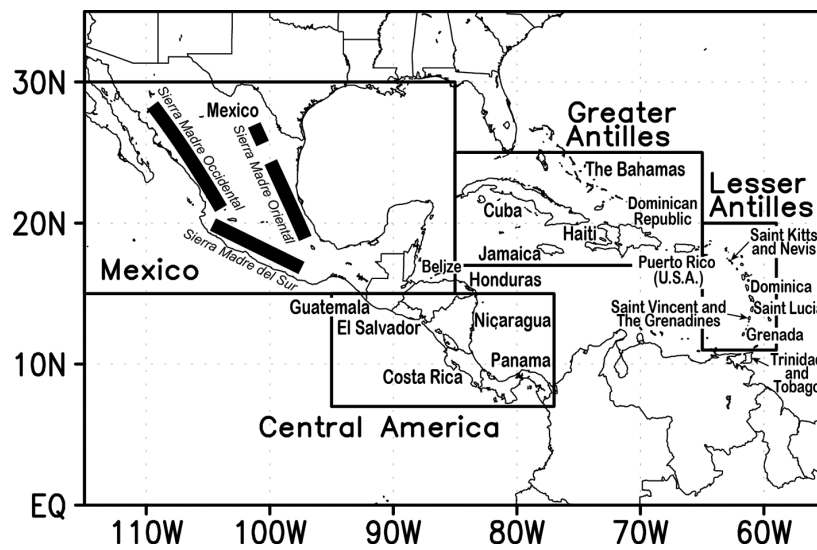 30N
20N
10N
EQ
Greater
Antilles
Lesser
Antilles
Mexico
Central America
Mexico
Sierra Madre Occidental
Sierra Madre Oriental
Sierra Madre del Sur
The Bahamas
Cuba
Dominican
Republic
Haiti
Jamaica
Puerto Rico
(U.S.A.)
Saint Kitts
and Nevis
Dominica
Saint Lucia
Saint Vincent and
The Grenadines
Grenada
Trinidad
and
Tobago
Belize
Honduras
Guatemala
El Salvador
Nicaragua
Costa Rica
Panama
110W
100W
90W
80W
70W
60W